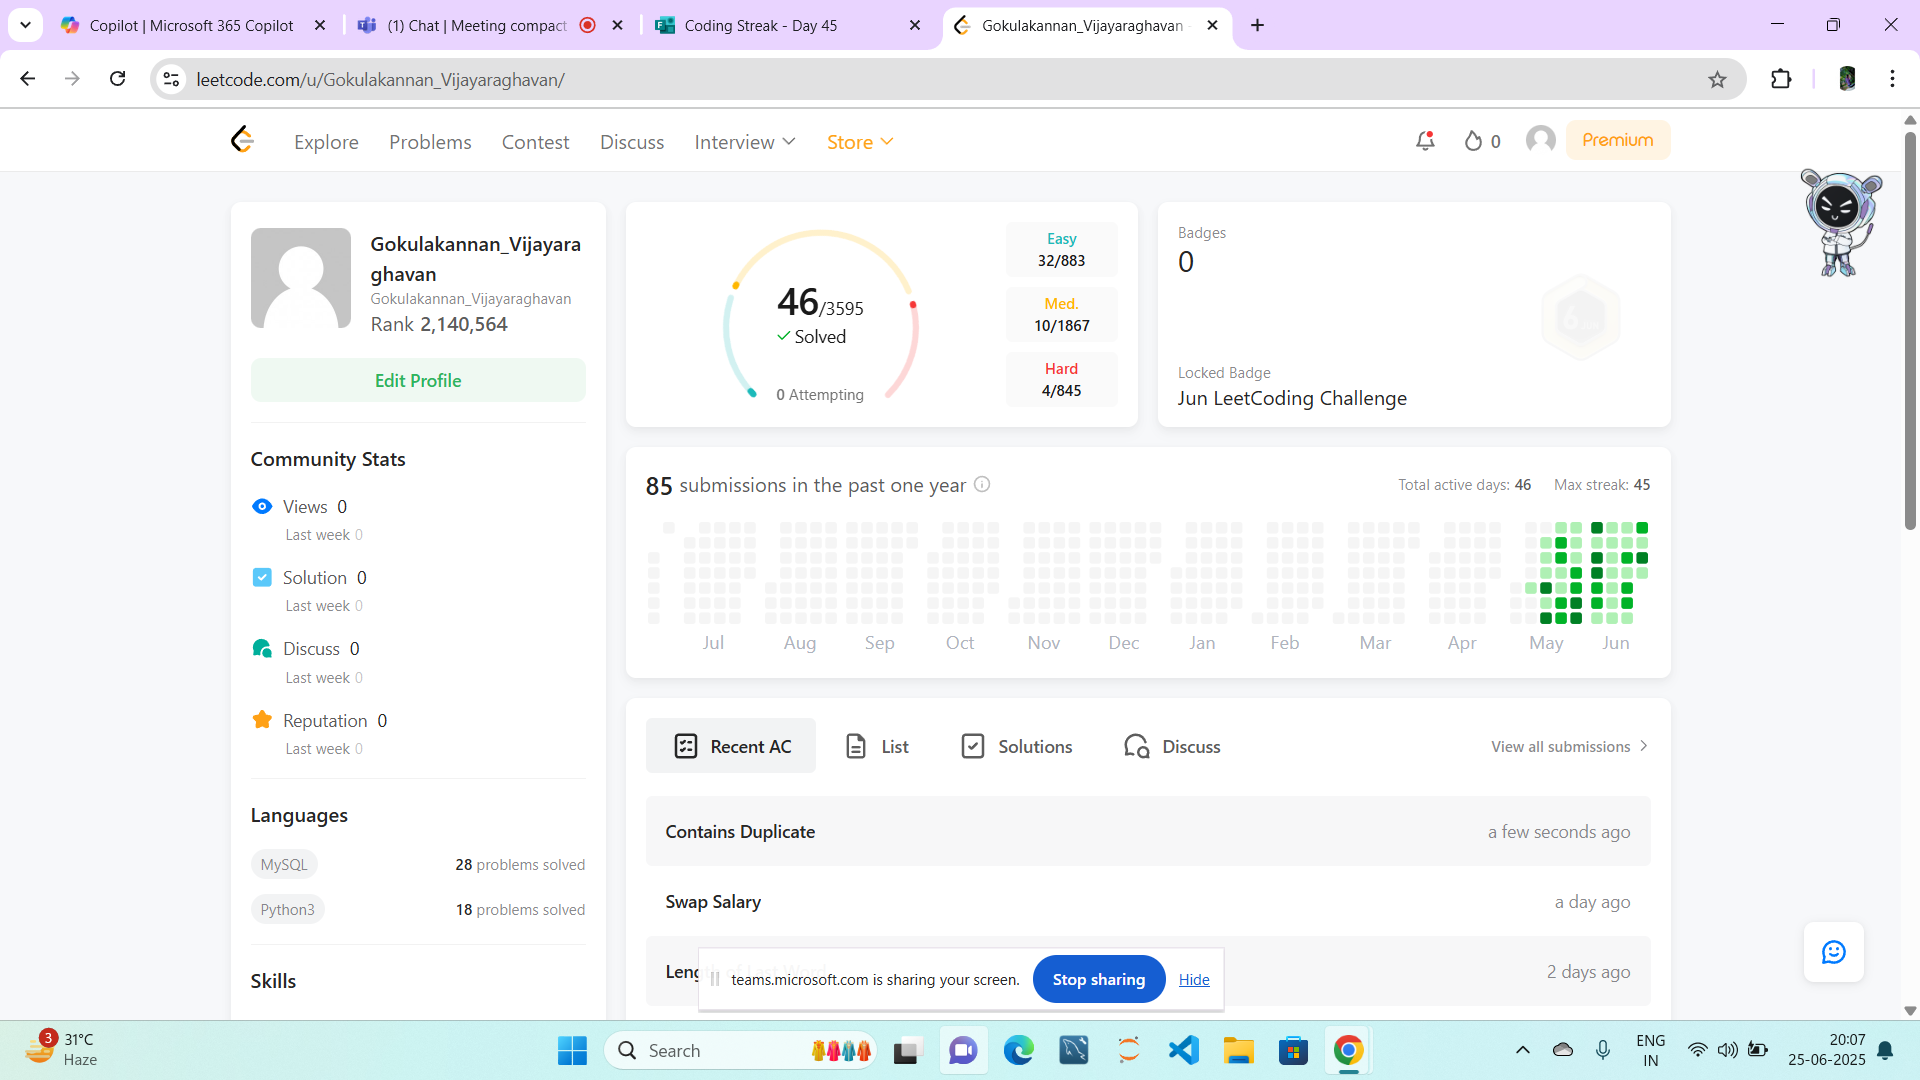 Copilot | Microsoft 365 Copilot
(1) Chat | Meeting compact
Coding Streak - Day 45
Gokulakannan_Vijayaraghavan -
leetcode.com/u/Gokulakannan_Vijayaraghavan/
Explore Problems Contest Discuss Interview Store 0 Premium
Gokulakannan_Vijayara
ghavan
Gokulakannan_Vijayaraghavan
Rank 2,140,564
Edit Profile
Community Stats
Views 0
Last week 0
Solution 0
Last week 0
Discuss 0
Last week 0
Reputation 0
Last week 0
Languages
MySQL 28 problems solved
Python3 18 problems solved
Skills
46/3595
Solved
0 Attempting
Easy
32/883
Med.
10/1867
Hard
4/845
Badges
0
6
Locked Badge
Jun LeetCoding Challenge
85 submissions in the past one year
Total active days: 46 Max streak: 45
Jul Aug Sep Oct Nov Dec Jan Feb Mar Apr May Jun
Recent AC List Solutions Discuss View all submissions
Contains Duplicate a few seconds ago
Swap Salary a day ago
2 days ago
teams.microsoft.com is sharing your screen. Stop sharing Hide
3
31°C
Haze
Search
ENG
IN
20:07
25-06-2025